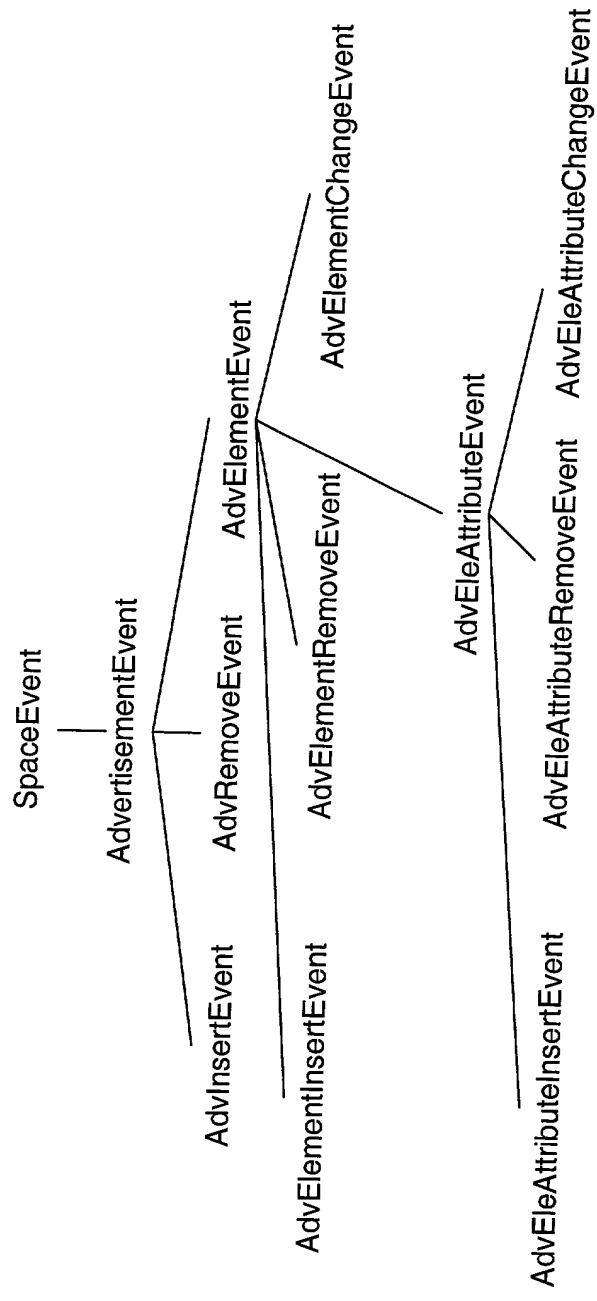 SpaceEvent
AdvertisementEvent
AdvInsertEvent
AdvRemoveEvent
AdvElementEvent
AdvElementInsertEvent
AdvElementRemoveEvent
AdvElementChangeEvent
AdvEleAttributeEvent
AdvEleAttributeInsertEvent
AdvEleAttributeRemoveEvent
AdvEleAttributeChangeEvent